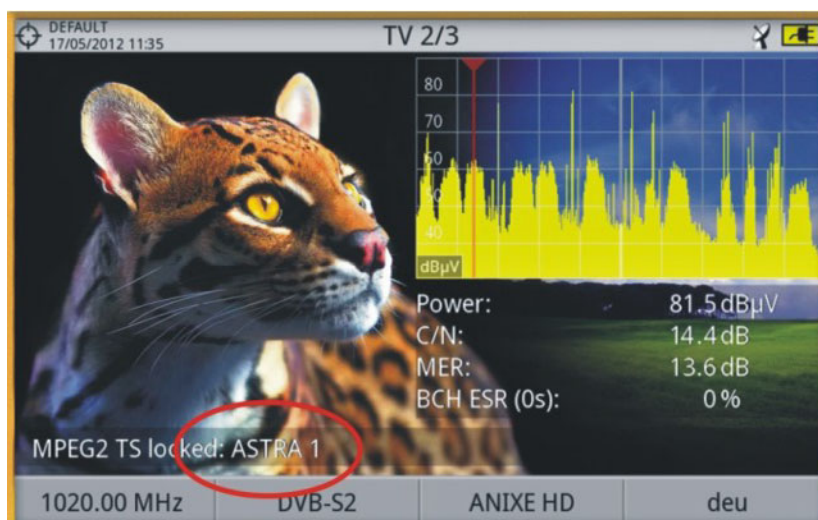 DEFAULT
17/05/2012 11:35
TV 2/3
80
70
60
50
40
dBµV
Power: 81.5 dBµV
C/N: 14.4 dB
MER: 13.6 dB
BCH ESR (0s): 0 %
MPEG2 TS locked: ASTRA 1
1020.00 MHz DVB-S2 ANIXE HD deu